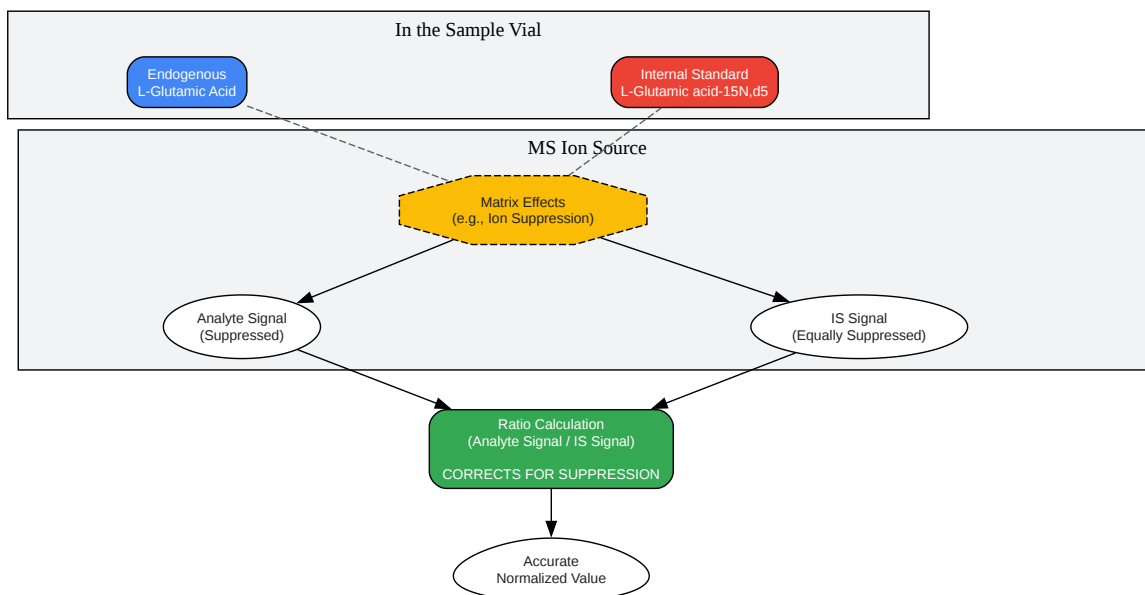 In the Sample Vial
Endogenous
L-Glutamic Acid
Internal Standard
L-Glutamic acid-15N,d5
MS Ion Source
Matrix Effects
(e.g., Ion Suppression)
Analyte Signal
(Suppressed)
IS Signal
(Equally Suppressed)
Ratio Calculation
(Analyte Signal / IS Signal)
CORRECTS FOR SUPPRESSION
Accurate
Normalized Value